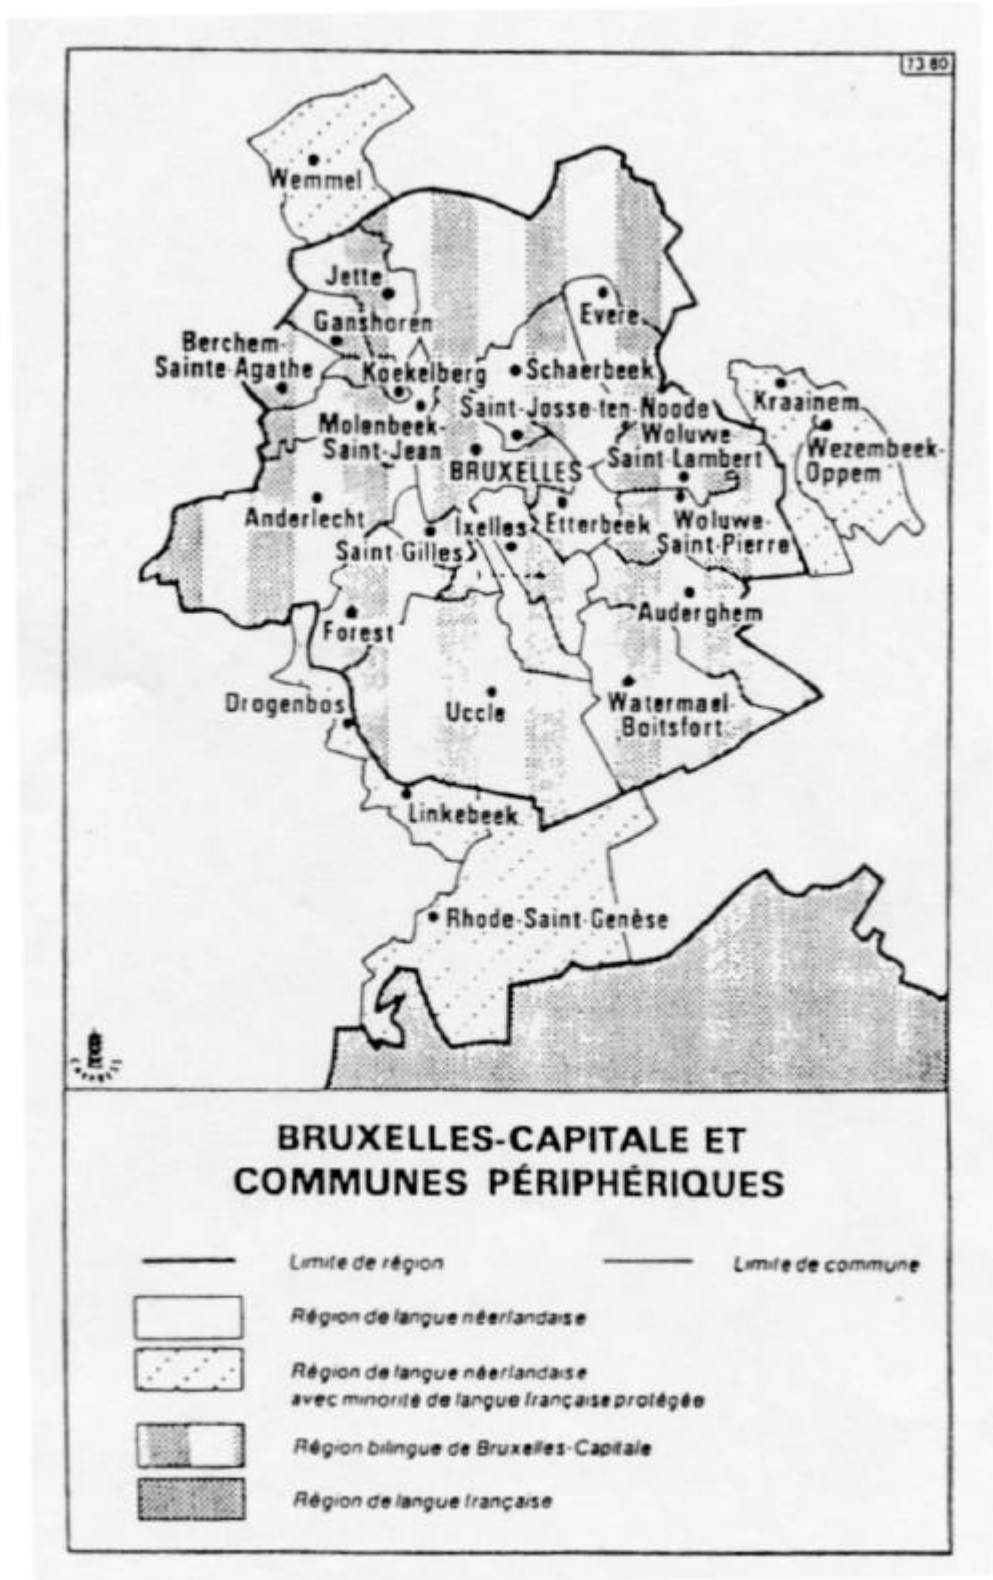 73 80
Wemmel
Jette
Ganshoren
Evere
Berchem-
Sainte-Agathe
Koekelberg
Schaerbeek
Kraainem
Saint-Josse-ten-Noode
Molenbeek-
Saint-Jean
Woluwe-
Saint-Lambert
Wezembeek-
Oppem
BRUXELLES
Anderlecht
Ixelles
Etterbeek
Woluwe-
Saint-Pierre
Saint-Gilles
Auderghem
Forest
Drogenbos
Uccle
Watermael-
Boitsfort
Linkebeek
Rhode-Saint-Genèse
BRUXELLES-CAPITALE ET
COMMUNES PÉRIPHÉRIQUES
Limite de région
Limite de commune
Région de langue néerlandaise
Région de langue néerlandaise
avec minorité de langue française protégée
Région bilingue de Bruxelles-Capitale
Région de langue française